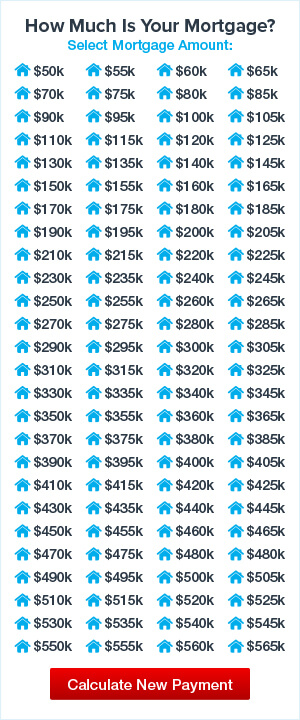 How Much Is Your Mortgage?
Select Mortgage Amount:
$50k $55k $60k $65k
$70k $75k $80k $85k
$90k $95k $100k $105k
$110k $115k $120k $125k
$130k $135k $140k $145k
$150k $155k $160k $165k
$170k $175k $180k $185k
$190k $195k $200k $205k
$210k $215k $220k $225k
$230k $235k $240k $245k
$250k $255k $260k $265k
$270k $275k $280k $285k
$290k $295k $300k $305k
$310k $315k $320k $325k
$330k $335k $340k $345k
$350k $355k $360k $365k
$370k $375k $380k $385k
$390k $395k $400k $405k
$410k $415k $420k $425k
$430k $435k $440k $445k
$450k $455k $460k $465k
$470k $475k $480k $480k
$490k $495k $500k $505k
$510k $515k $520k $525k
$530k $535k $540k $545k
$550k $555k $560k $565k
Calculate New Payment